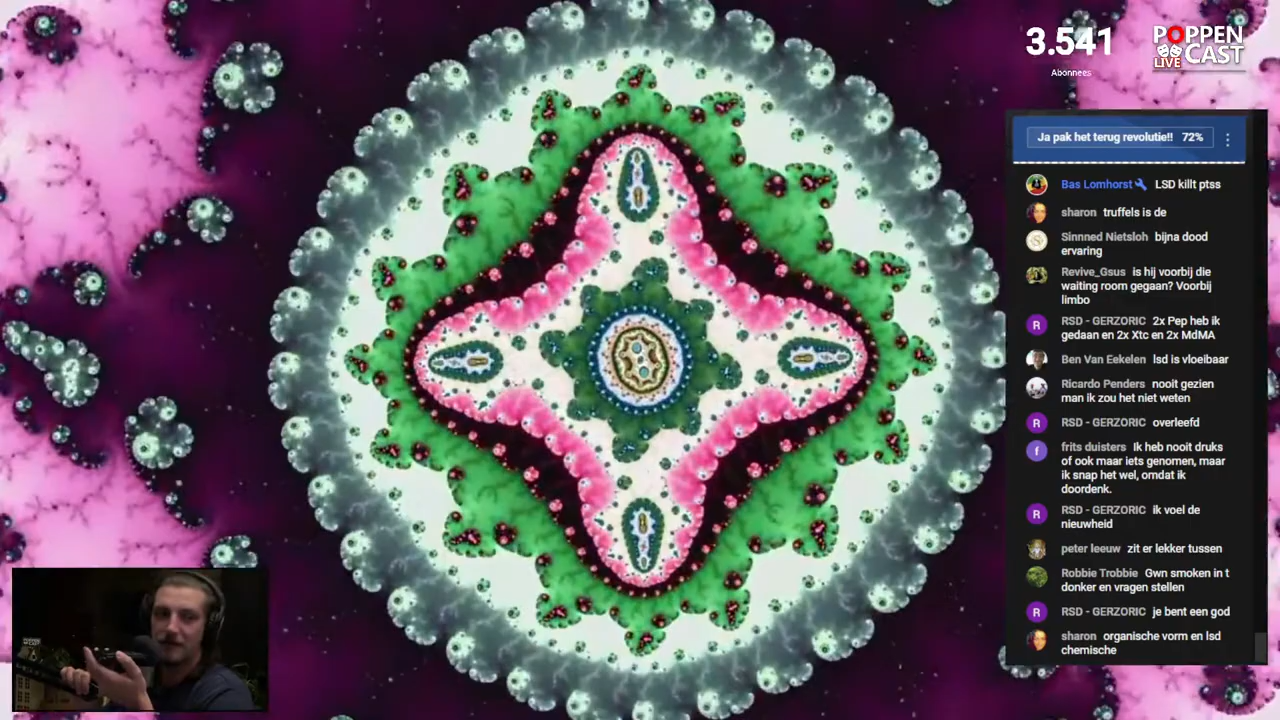 3.541
Abonnees
POPPEN
LIVE CAST
Ja pak het terug revolutie!! 72%
Bas Lomhorst LSD killt ptss
sharon truffels is de
Sinnned Nietsloh bijna dood
ervaring
Revive_Gsus is hij voorbij die
waiting room gegaan? Voorbij
limbo
R RSD - GERZORIC 2x Pep heb ik
gedaan en 2x Xtc en 2x MdMA
Ben Van Eekelen lsd is vloeibaar
Ricardo Penders nooit gezien
man ik zou het niet weten
R RSD - GERZORIC overleefd
f frits duisters Ik heb nooit druks
of ook maar iets genomen, maar
ik snap het wel, omdat ik
doordenk.
R RSD - GERZORIC ik voel de
nieuwheid
peter leeuw zit er lekker tussen
Robbie Trobbie Gwn smoken in t
donker en vragen stellen
R RSD - GERZORIC je bent een god
sharon organische vorm en lsd
chemische